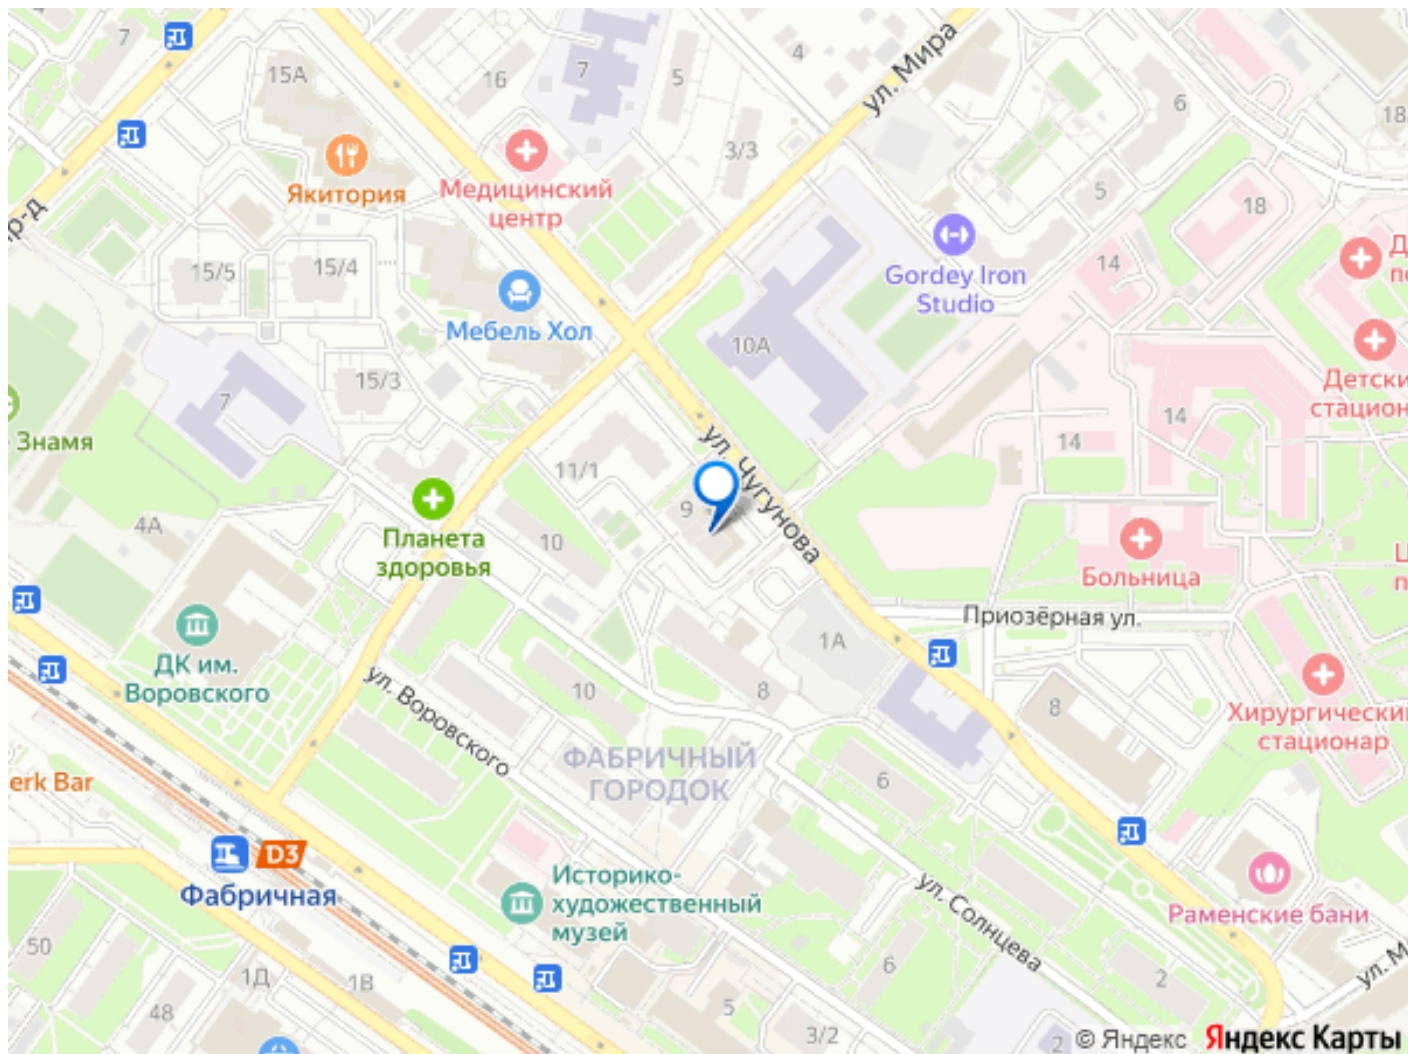 7
15А
16
7
5
4
ул. Мира
6
18
3/3
Якитория
Медицинский
центр
5
18
15/5
15/4
Gordey Iron
Studio
14
Мебель Хол
10А
15/3
7
Детски
стацион
Знамя
14
14
ул. Чугунова
11/1
9
4А
Планета
здоровья
10
Больница
Приозёрная ул.
ДК им.
Воровского
1А
ул. Воровского
10
8
8
Хирургический
стационар
ФАБРИЧНЫЙ
ГОРОДОК
6
erk Bar
D3
Фабричная
Историко-
художественный
музей
ул. Солнцева
Раменские бани
50
1Д
1В
48
6
2
ул. М
5
3/2
2
© Яндекс Яндекс Карты